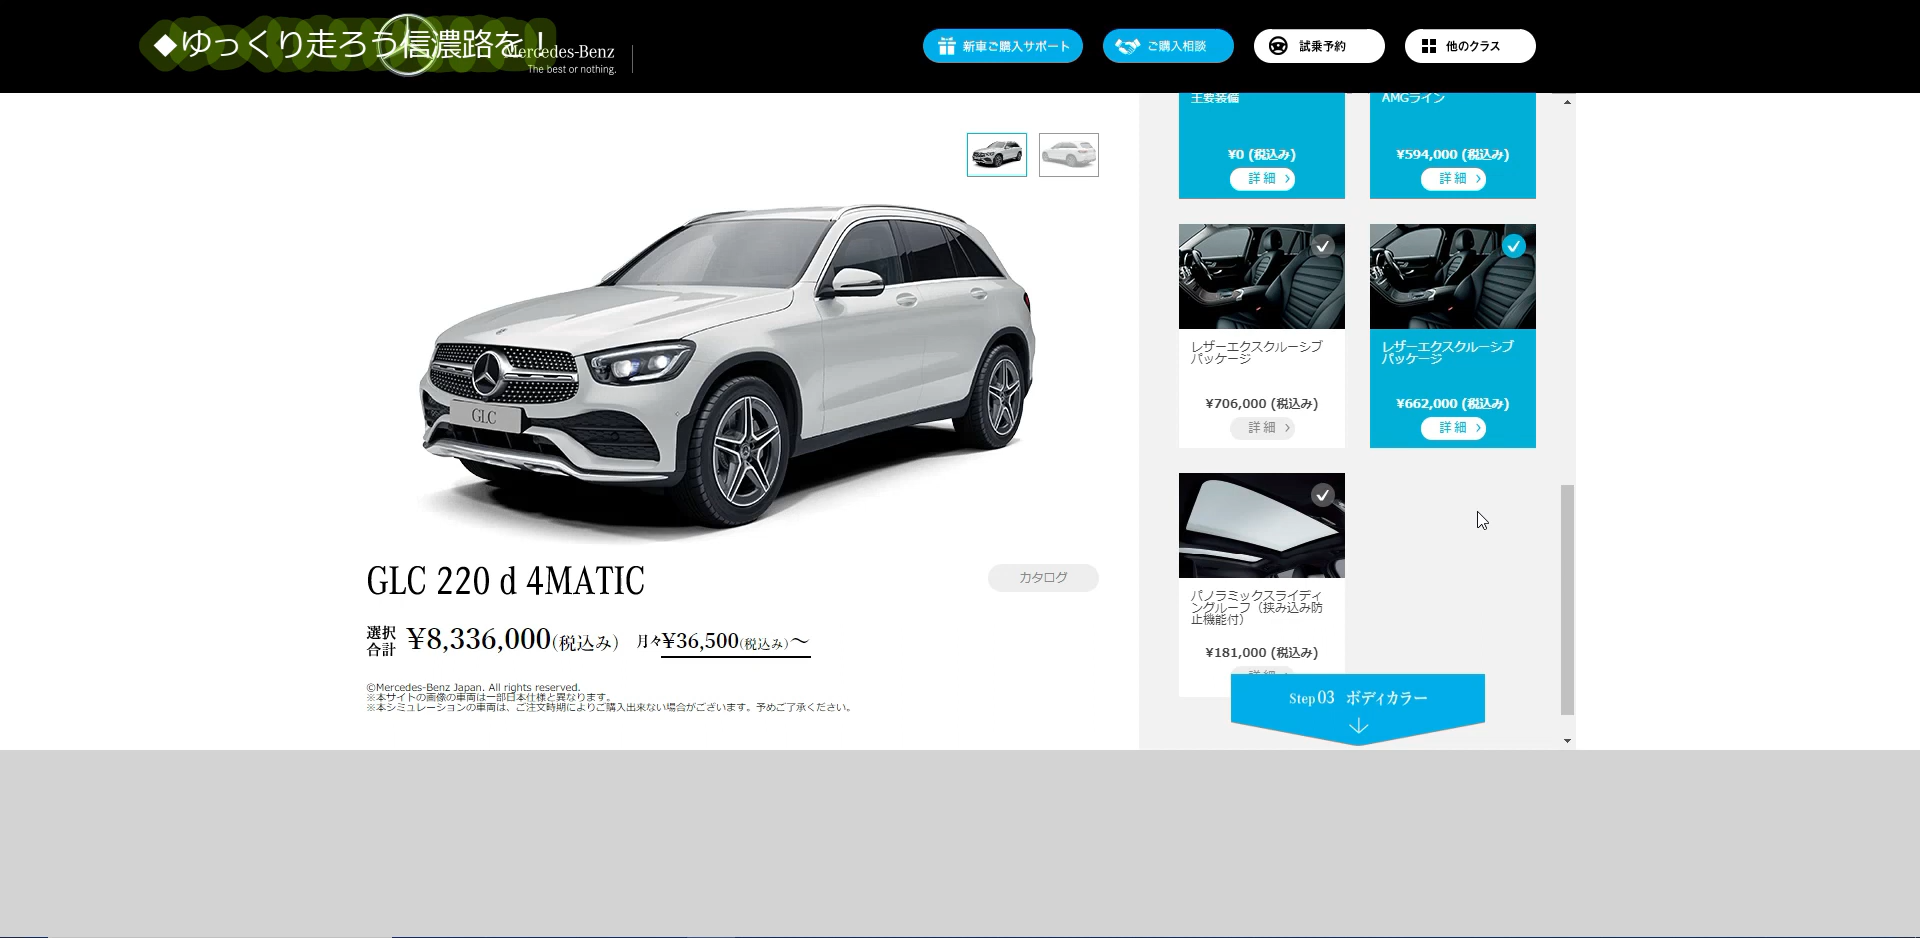 ◆ゆっくり走ろう信濃路を！
Mercedes-Benz
The best or nothing.
新車ご購入サポート
ご購入相談
試乗予約
他のクラス
主要装備
¥0 (税込み)
詳 細
AMGライン
¥594,000 (税込み)
詳 細
レザーエクスクルーシブ
パッケージ
¥706,000 (税込み)
詳 細
レザーエクスクルーシブ
パッケージ
¥662,000 (税込み)
詳 細
パノラミックスライディ
ングルーフ（挟み込み防
止機能付）
¥181,000 (税込み)
詳 細
Step 03 ボディカラー
GLC
GLC 220 d 4MATIC
カタログ
選択
合計
¥8,336,000(税込み) 月々¥36,500(税込み)～
©Mercedes-Benz Japan. All rights reserved.
※本サイトの画像の車両は一部日本仕様と異なります。
※本シミュレーションの車両は、ご注文時期によりご購入出来ない場合がございます。予めご了承ください。